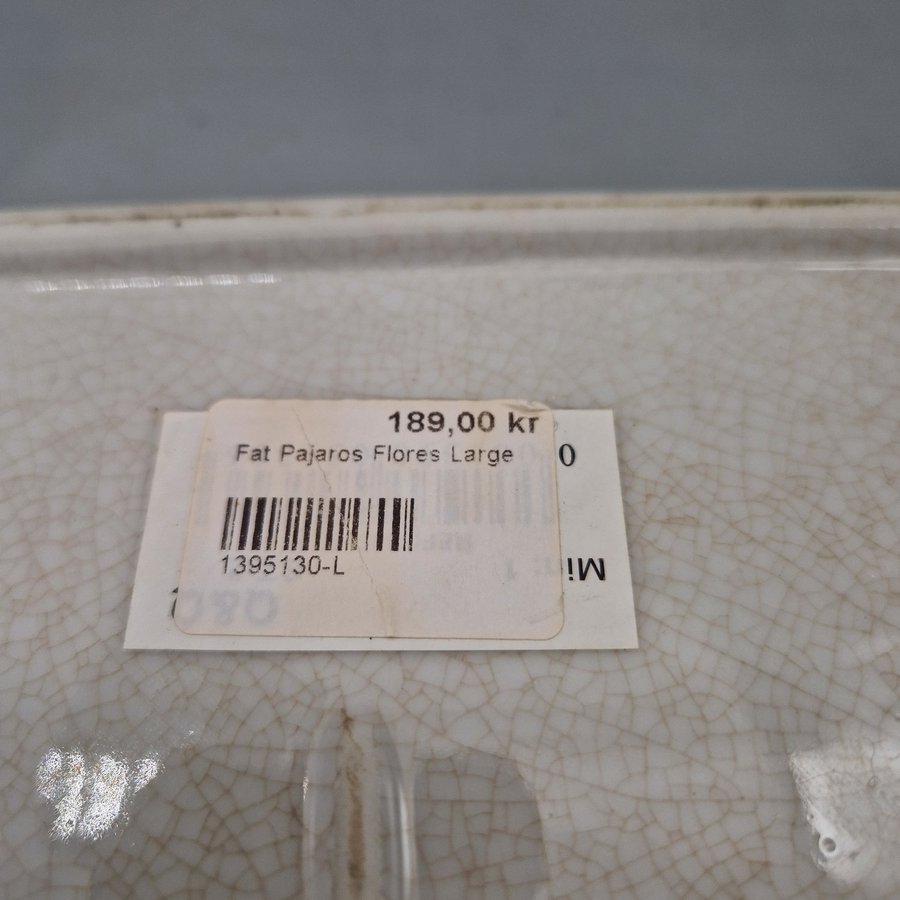 189,00 kr
Fat Pajaros Flores Large
1395130-L